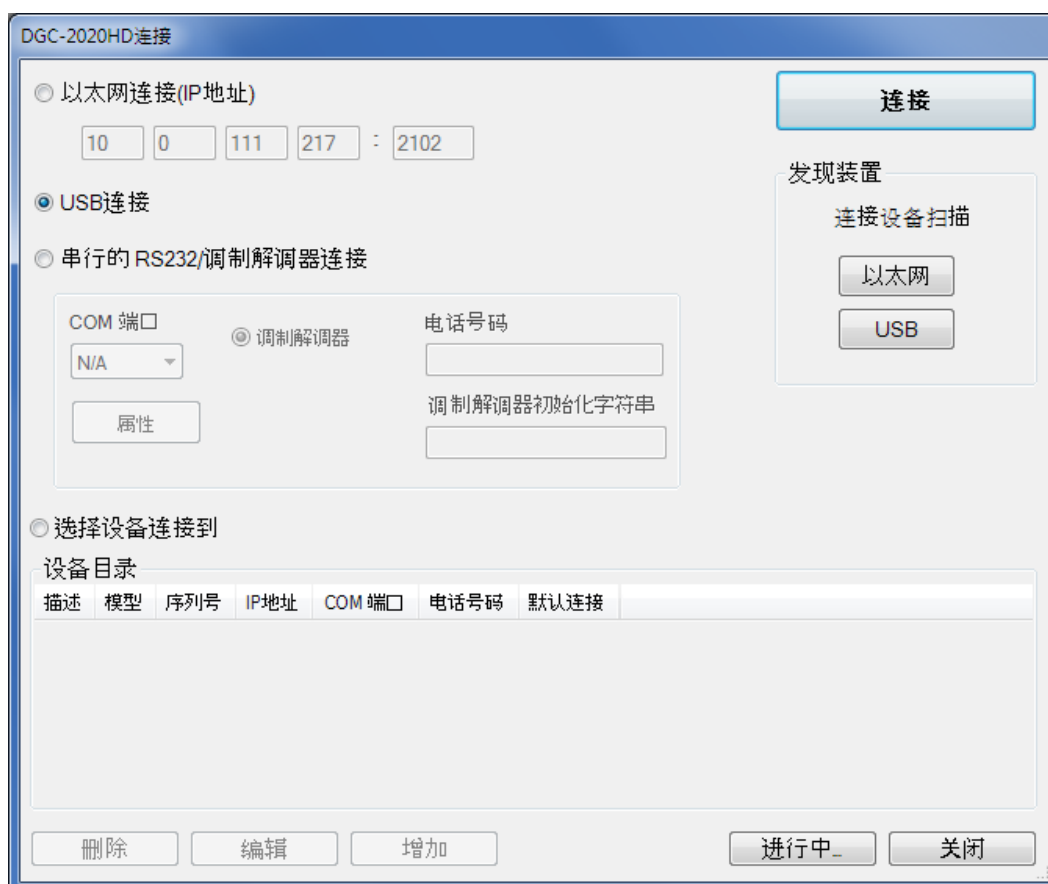 DGC-2020HD连接
以太网连接(IP地址)
10 0 111 217 : 2102
连接
USB连接
发现装置
连接设备扫描
以太网
USB
串行的 RS232/调制解调器连接
COM 端口
N/A
属性
调制解调器
电话号码
调制解调器初始化字符串
选择设备连接到
设备目录
描述 模型 序列号 IP地址 COM 端口 电话号码 默认连接
删除 编辑 增加 进行中... 关闭